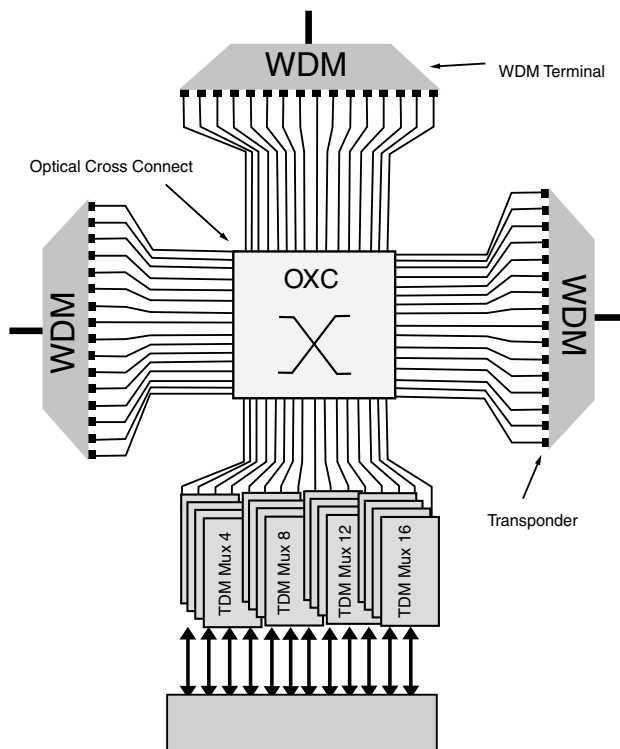 WDM
WDM Terminal
Optical Cross Connect
OXC
WDM
WDM
Transponder
TDM Mux 4
TDM Mux 8
TDM Mux 12
TDM Mux 16